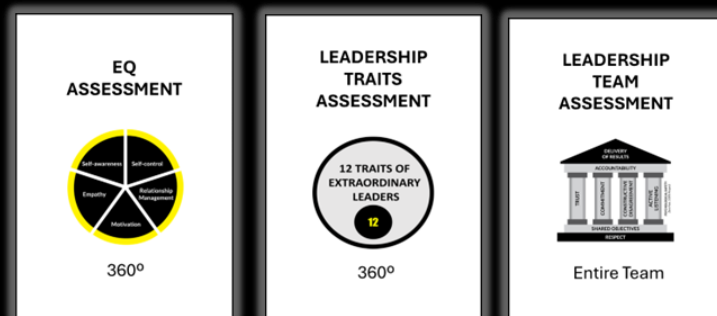 EQ
ASSESSMENT
Self-awareness
Self-control
Empathy
Relationship
Management
Motivation
360º
LEADERSHIP
TRAITS
ASSESSMENT
12 TRAITS OF
EXTRAORDINARY
LEADERS
12
360º
LEADERSHIP
TEAM
ASSESSMENT
DELIVERY
OF RESULTS
ACCOUNTABILITY
TRUST
COMMITMENT
CONSTRUCTIVE
DISAGREEMENT
ACTIVE
LISTENING
SHARED OBJECTIVES
RESPECT
Entire Team